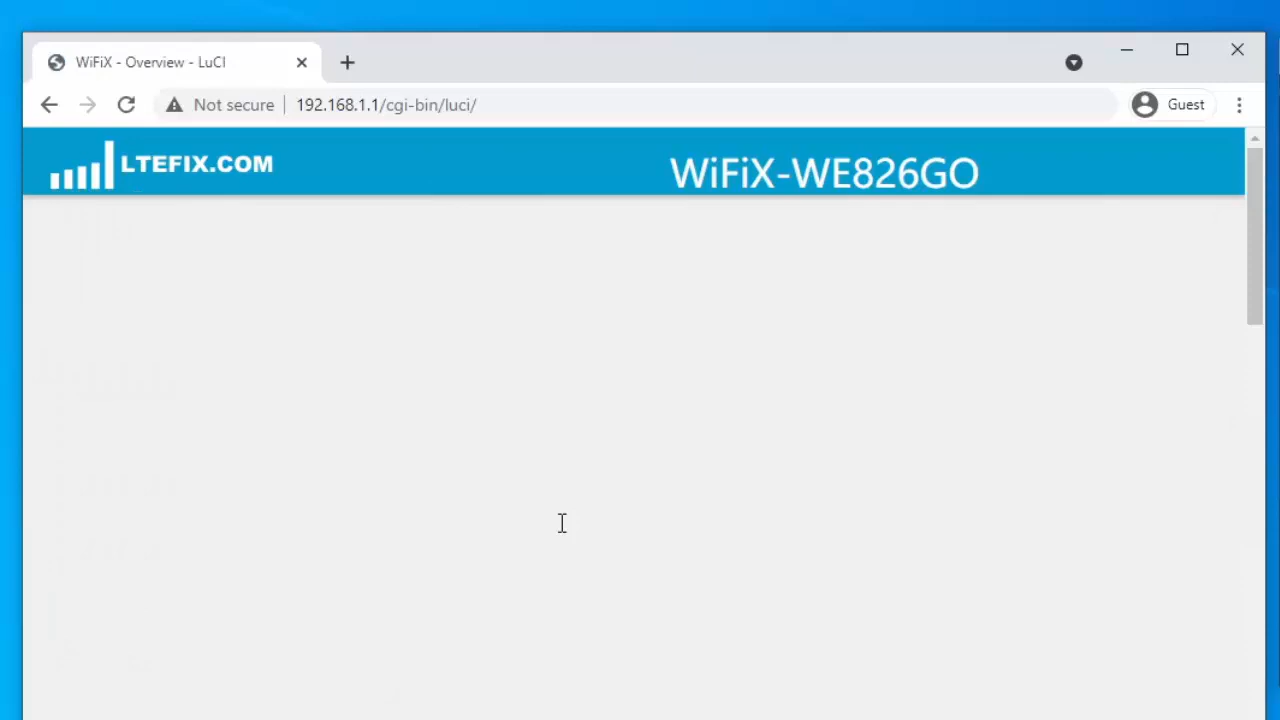 WiFiX - Overview - LuCI
Not secure
192.168.1.1/cgi-bin/luci/
Guest
LTEFIX.COM
WiFiX-WE826GO